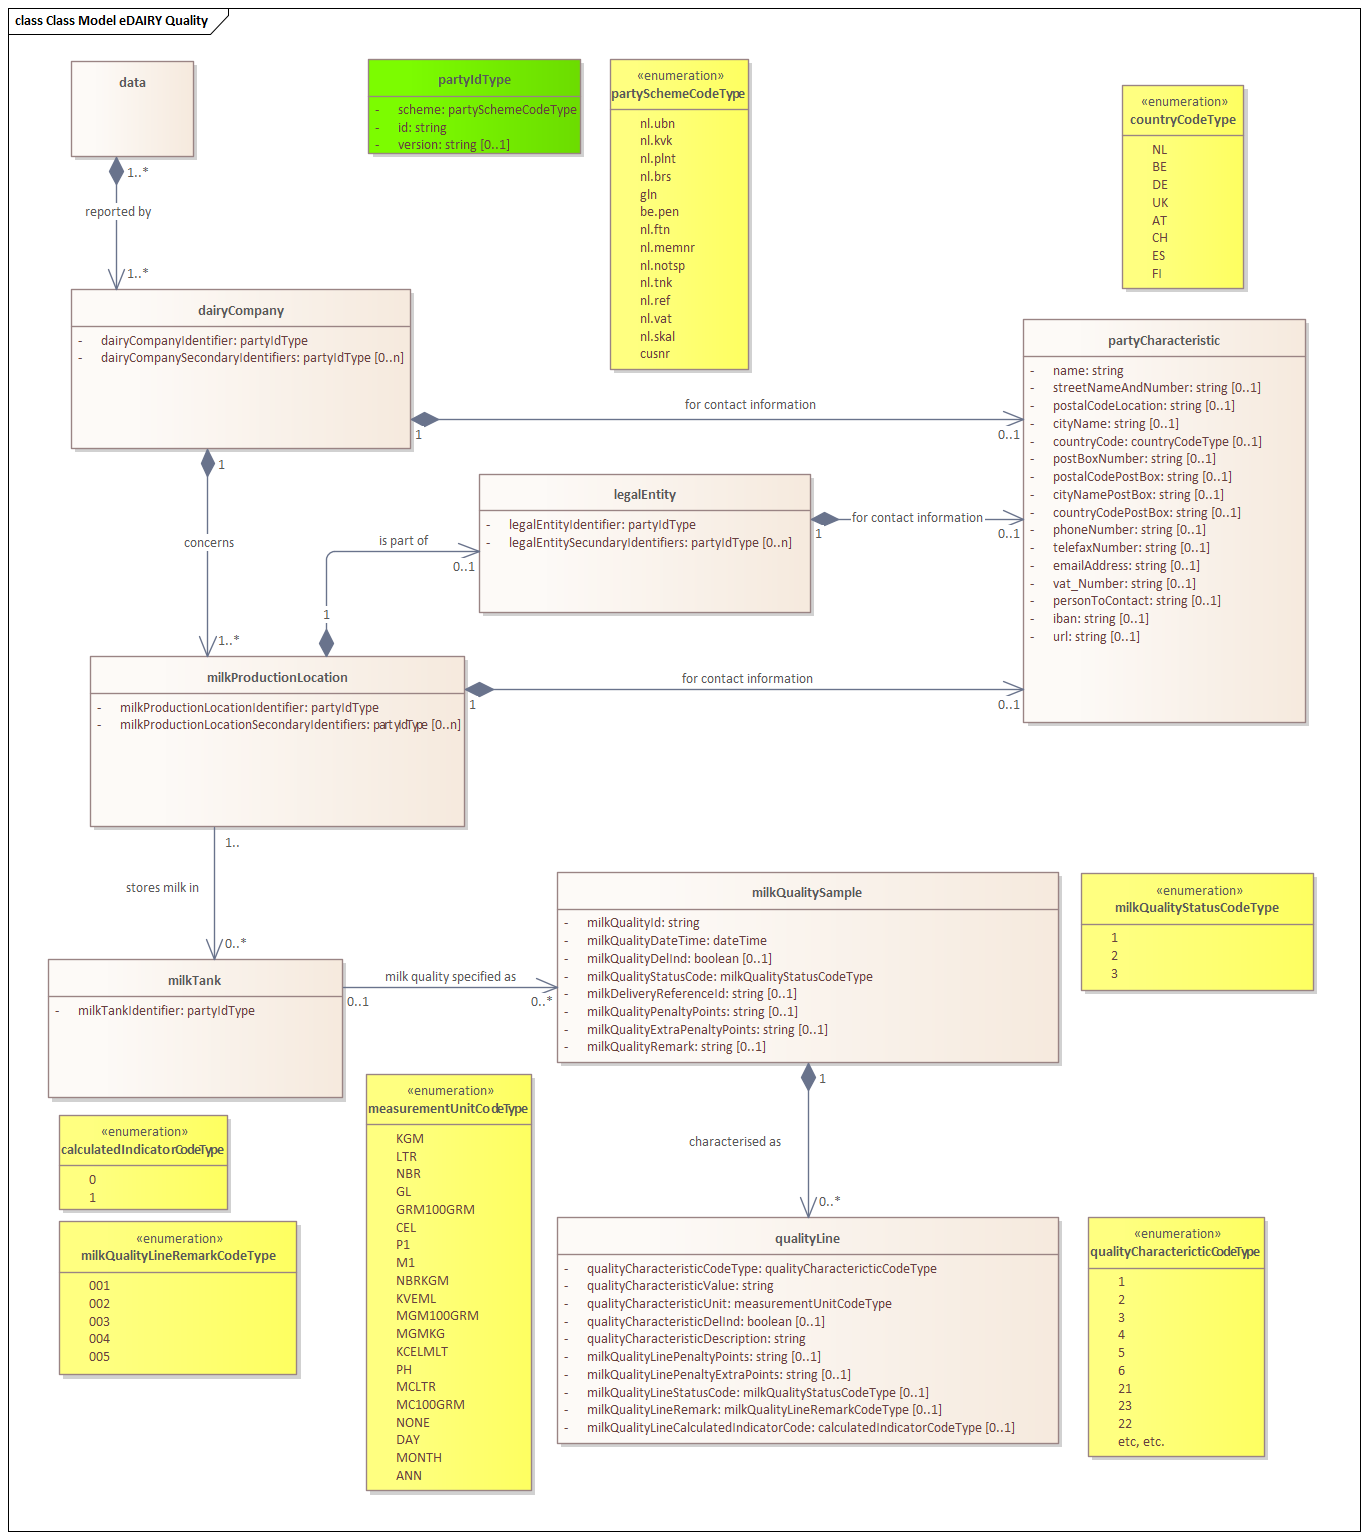 class Class Model eDAIRY Quality
data
1..*
reported by
1..*
partyIdType
- scheme: partySchemeCodeType
- id: string
- version: string [0..1]
«enumeration»
partySchemeCodeType
nl.ubn
nl.kvk
nl.plnt
nl.brs
gln
be.pen
nl.ftn
nl.memnr
nl.notsp
nl.tnk
nl.ref
nl.vat
nl.skal
cusnr
«enumeration»
countryCodeType
NL
BE
DE
UK
AT
CH
ES
FI
dairyCompany
- dairyCompanyIdentifier: partyIdType
- dairyCompanySecondaryIdentifiers: partyIdType [0..n]
1
for contact information
0..1
partyCharacteristic
- name: string
- streetNameAndNumber: string [0..1]
- postalCodeLocation: string [0..1]
- cityName: string [0..1]
- countryCode: countryCodeType [0..1]
- postBoxNumber: string [0..1]
- postalCodePostBox: string [0..1]
- cityNamePostBox: string [0..1]
- countryCodePostBox: string [0..1]
- phoneNumber: string [0..1]
- telefaxNumber: string [0..1]
- emailAddress: string [0..1]
- vat_Number: string [0..1]
- personToContact: string [0..1]
- iban: string [0..1]
- url: string [0..1]
1
concerns
1..*
legalEntity
- legalEntityIdentifier: partyIdType
- legalEntitySecundaryIdentifiers: partyIdType [0..n]
1
for contact information
0..1
is part of
0..1
1
milkProductionLocation
- milkProductionLocationIdentifier: partyIdType
- milkProductionLocationSecondaryIdentifiers: partyIdType [0..n]
1
for contact information
0..1
1..
stores milk in
0..*
milkTank
- milkTankIdentifier: partyIdType
milk quality specified as
0..1
0..*
milkQualitySample
- milkQualityId: string
- milkQualityDateTime: dateTime
- milkQualityDelInd: boolean [0..1]
- milkQualityStatusCode: milkQualityStatusCodeType
- milkDeliveryReferenceId: string [0..1]
- milkQualityPenaltyPoints: string [0..1]
- milkQualityExtraPenaltyPoints: string [0..1]
- milkQualityRemark: string [0..1]
«enumeration»
milkQualityStatusCodeType
1
2
3
1
characterised as
0..*
«enumeration»
calculatedIndicatorCodeType
0
1
«enumeration»
milkQualityLineRemarkCodeType
001
002
003
004
005
«enumeration»
measurementUnitCodeType
KGM
LTR
NBR
GL
GRM100GRM
CEL
P1
M1
NBRKGM
KVEML
MGM100GRM
MGMKG
KCELMLT
PH
MCLTR
MC100GRM
NONE
DAY
MONTH
ANN
qualityLine
- qualityCharacteristicCodeType: qualityCharactericticCodeType
- qualityCharacteristicValue: string
- qualityCharacteristicUnit: measurementUnitCodeType
- qualityCharacteristicDelInd: boolean [0..1]
- qualityCharacteristicDescription: string
- milkQualityLinePenaltyPoints: string [0..1]
- milkQualityLinePenaltyExtraPoints: string [0..1]
- milkQualityLineStatusCode: milkQualityStatusCodeType [0..1]
- milkQualityLineRemark: milkQualityLineRemarkCodeType [0..1]
- milkQualityLineCalculatedIndicatorCode: calculatedIndicatorCodeType [0..1]
«enumeration»
qualityCharactericticCodeType
1
2
3
4
5
6
21
23
22
etc, etc.